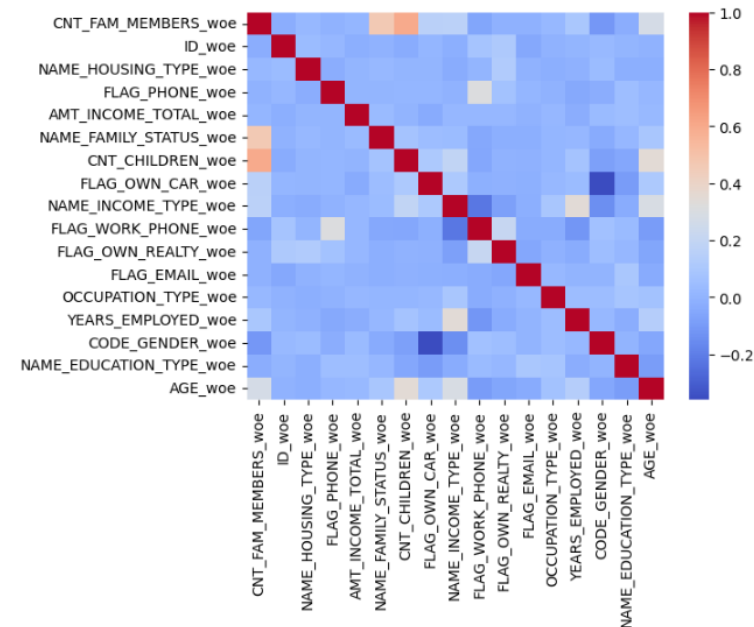 CNT_FAM_MEMBERS_woe
ID_woe
NAME_HOUSING_TYPE_woe
FLAG_PHONE_woe
AMT_INCOME_TOTAL_woe
NAME_FAMILY_STATUS_woe
CNT_CHILDREN_woe
FLAG_OWN_CAR_woe
NAME_INCOME_TYPE_woe
FLAG_WORK_PHONE_woe
FLAG_OWN_REALTY_woe
FLAG_EMAIL_woe
OCCUPATION_TYPE_woe
YEARS_EMPLOYED_woe
CODE_GENDER_woe
NAME_EDUCATION_TYPE_woe
AGE_woe
CNT_FAM_MEMBERS_woe
ID_woe
NAME_HOUSING_TYPE_woe
FLAG_PHONE_woe
AMT_INCOME_TOTAL_woe
NAME_FAMILY_STATUS_woe
CNT_CHILDREN_woe
FLAG_OWN_CAR_woe
NAME_INCOME_TYPE_woe
FLAG_WORK_PHONE_woe
FLAG_OWN_REALTY_woe
FLAG_EMAIL_woe
OCCUPATION_TYPE_woe
YEARS_EMPLOYED_woe
CODE_GENDER_woe
NAME_EDUCATION_TYPE_woe
AGE_woe
1.0
0.8
0.6
0.4
0.2
0.0
−0.2